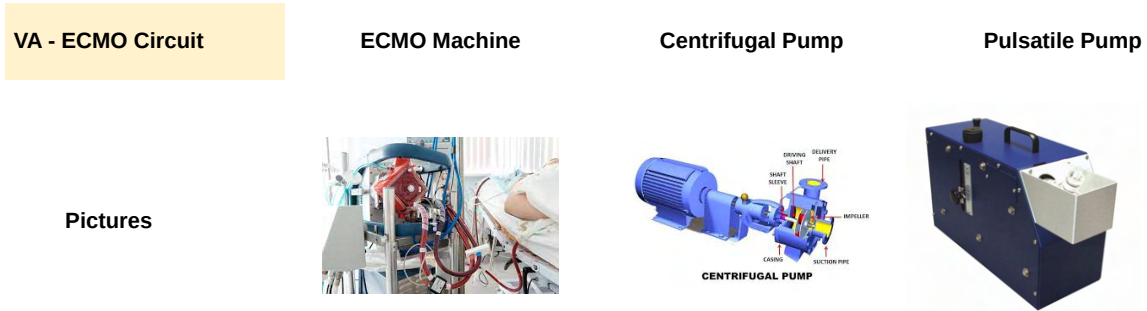 VA - ECMO Circuit
ECMO Machine
Centrifugal Pump
Pulsatile Pump
Pictures
DRIVING SHAFT
DELIVERY PIPE
SHAFT SLEEVE
IMPELLER
CASING
SUCTION PIPE
CENTRIFUGAL PUMP